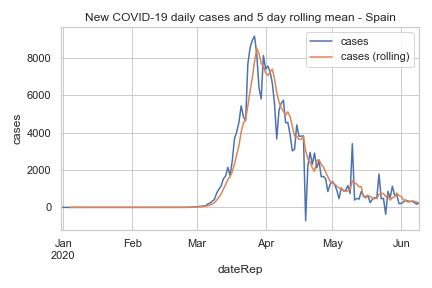 New COVID-19 daily cases and 5 day rolling mean - Spain
cases
cases (rolling)
8000
6000
4000
2000
0
cases
Jan
2020
Feb
Mar
Apr
May
Jun
dateRep